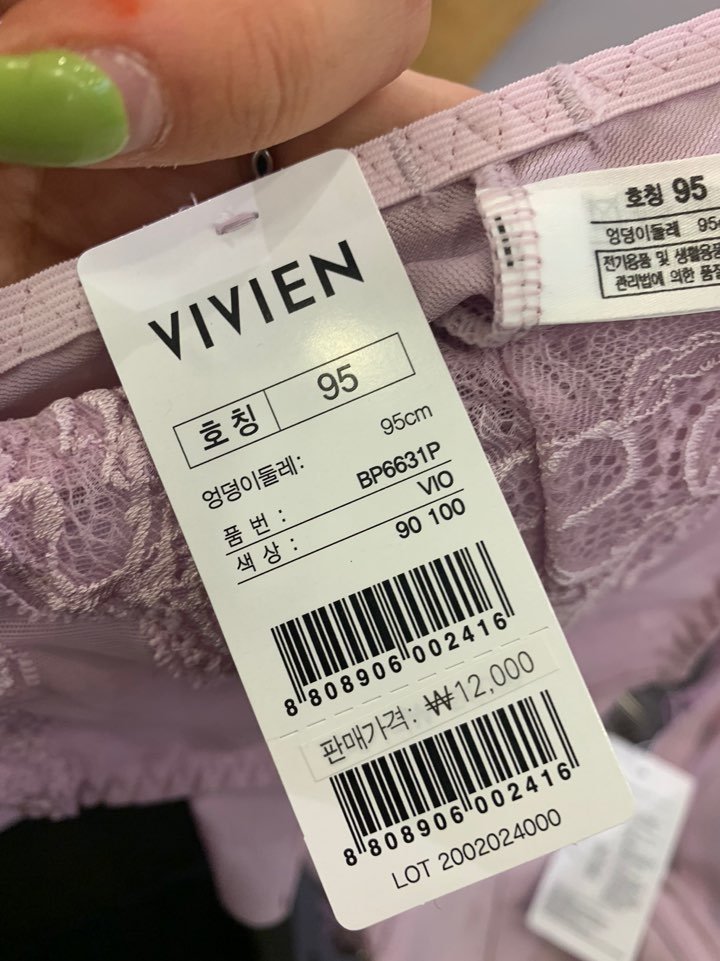 VIVIEN
호칭 95
엉덩이둘레: 95cm
품 번 : BP6631P
색 상 : VIO
90 100
8 808906 002416
판매가격: ₩12,000
8 808906 002416
LOT 2002024000
호칭 95
엉덩이둘레
전기용품 및 생활용품
관리법에 의한